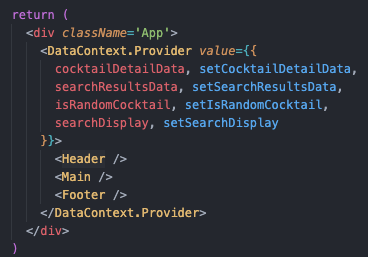 return (
<div className='App'>
<DataContext.Provider value={{
cocktailDetailData, setCocktailDetailData,
searchResultsData, setSearchResultsData,
isRandomCocktail, setIsRandomCocktail,
searchDisplay, setSearchDisplay
}}>
<Header />
<Main />
<Footer />
</DataContext.Provider>
</div>
)